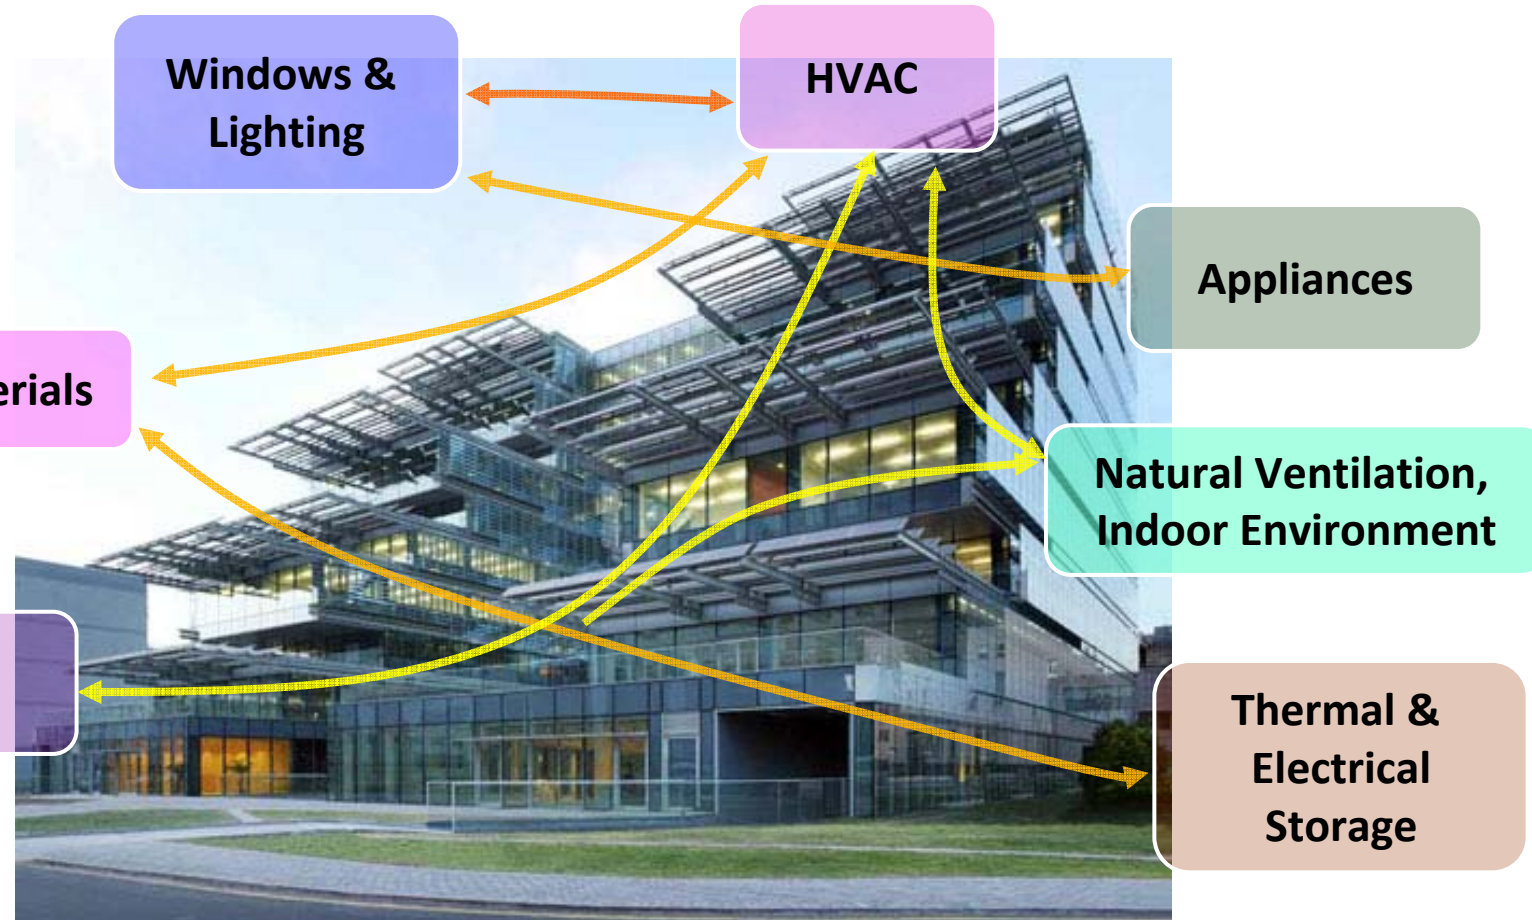 Windows &
Lighting
HVAC
Appliances
erials
Natural Ventilation,
Indoor Environment
Thermal &
Electrical
Storage